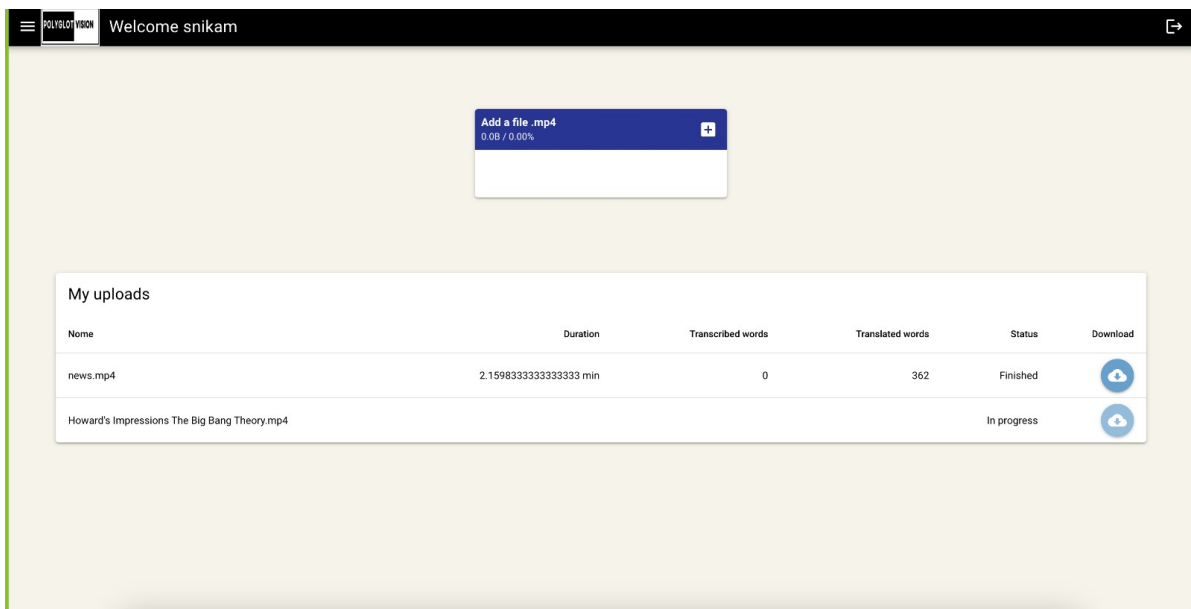 POLYGLOT VISION Welcome snikam
Add a file .mp4
0.0B / 0.00%
My uploads
Nome Duration Transcribed words Translated words Status Download
news.mp4 2.1598333333333333 min 0 362 Finished
Howard's Impressions The Big Bang Theory.mp4 In progress